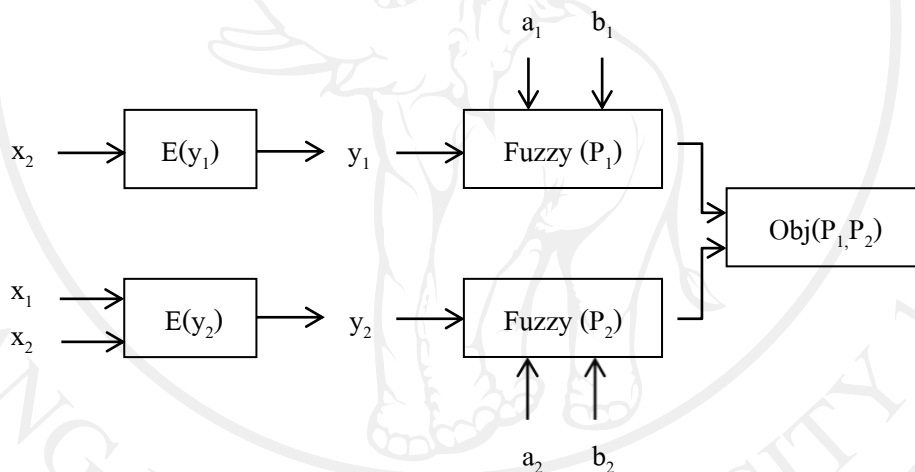 a₁ b₁
x₂ E(y₁) y₁ Fuzzy (P₁)
Obj(P₁,P₂)
x₁
x₂ E(y₂) y₂ Fuzzy (P₂)
a₂ b₂